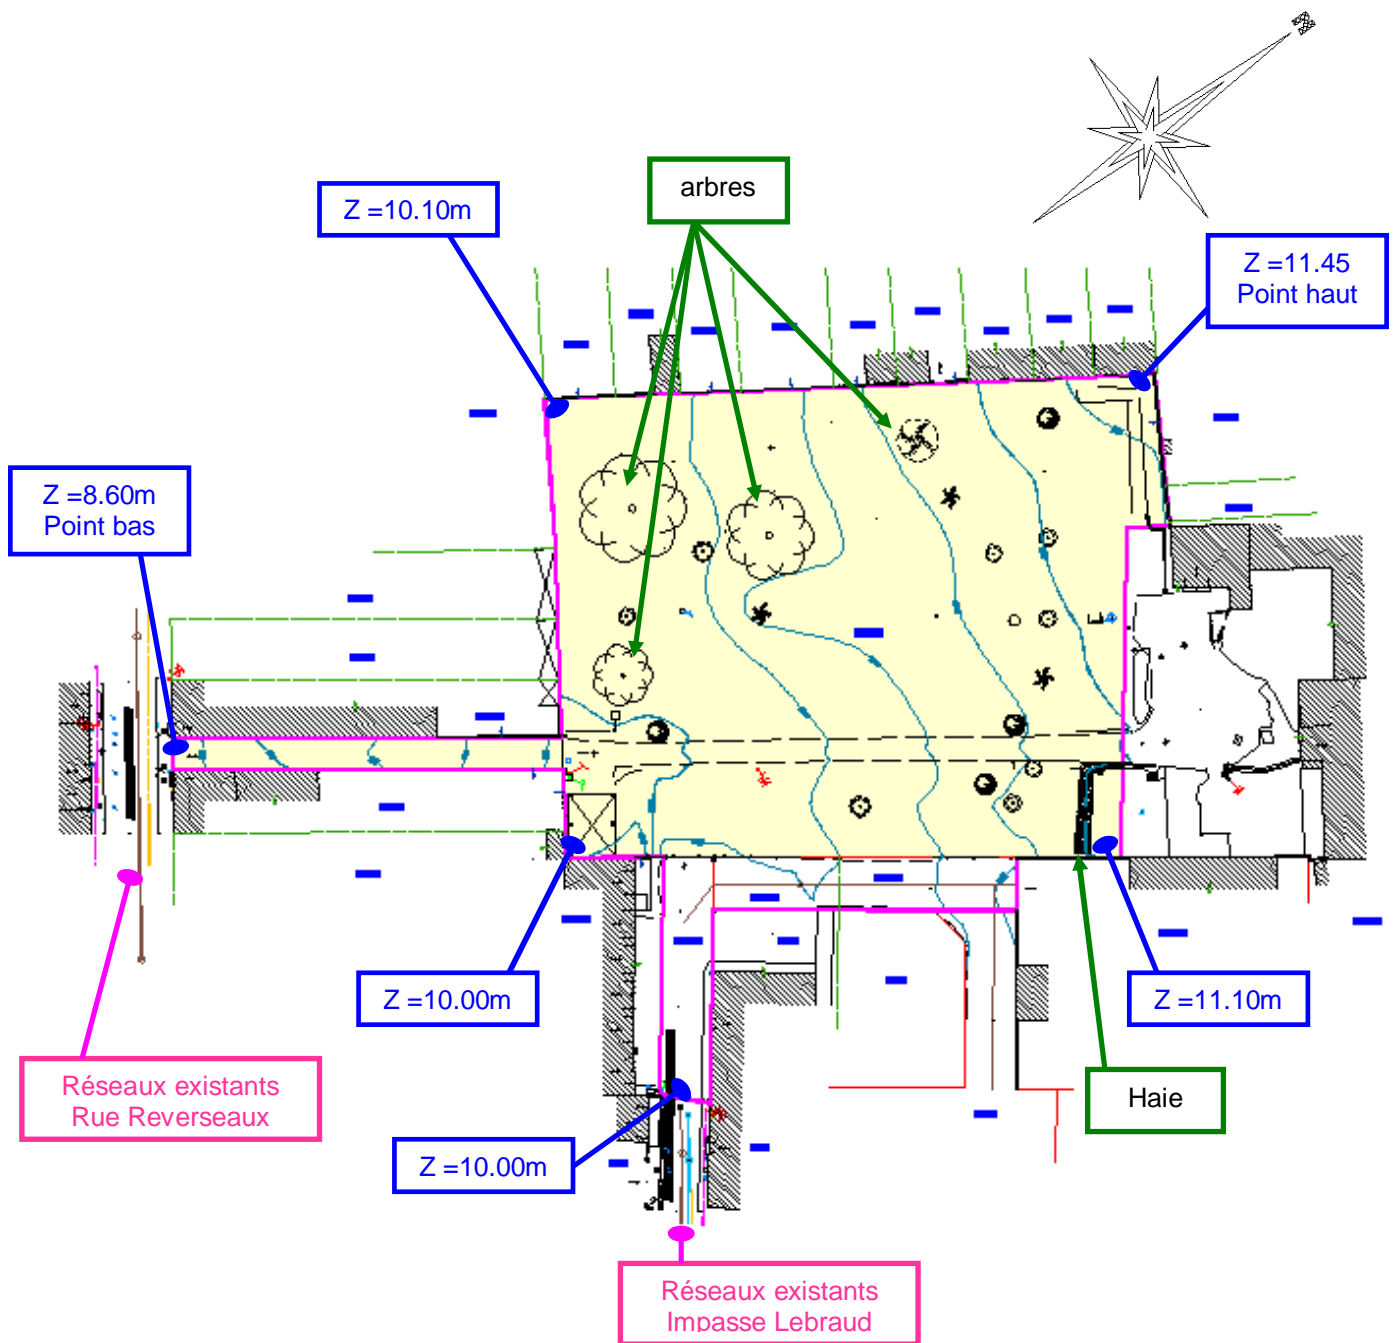 arbres
Z =10.10m
Z =11.45
Point haut
Z =8.60m
Point bas
Z =10.00m
Z =11.10m
Réseaux existants
Rue Reverseaux
Haie
Z =10.00m
Réseaux existants
Impasse Lebraud